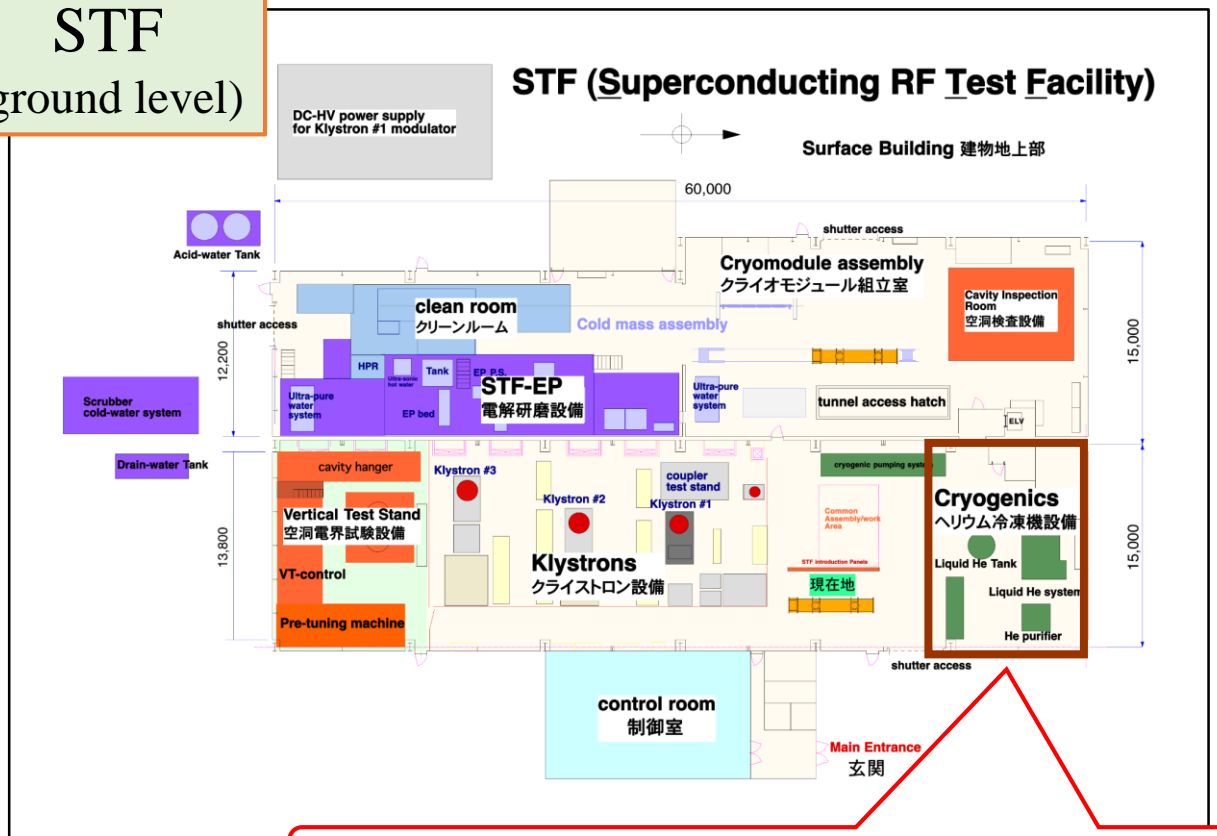 STF
ground level)
STF (Superconducting RF Test Facility)
DC-HV power supply
for Klystron #1 modulator
Surface Building 建物地上部
60,000
Acid-water Tank
shutter access
Cryomodule assembly
クライオモジュール組立室
Cavity Inspection
Room
空洞検査設備
clean room
クリーンルーム
Cold mass assembly
shutter access
12,200
15,000
HPR
Ultra-sonic
hot water
Tank
EP P.S.
STF-EP
電解研磨設備
Ultra-pure
water
system
EP bed
Ultra-pure
water
system
tunnel access hatch
ELV
Scrubber
cold-water system
Drain-water Tank
cavity hanger
Klystron #3
Klystron #2
coupler
test stand
Klystron #1
cryogenic pumping system
Cryogenics
ヘリウム冷凍機設備
Vertical Test Stand
空洞電界試験設備
Common
Assembly/work
Area
13,800
15,000
Klystrons
クライストロン設備
STF introduction Panels
現在地
Liquid He Tank
Liquid He system
VT-control
Pre-tuning machine
He purifier
shutter access
control room
制御室
Main Entrance
玄関